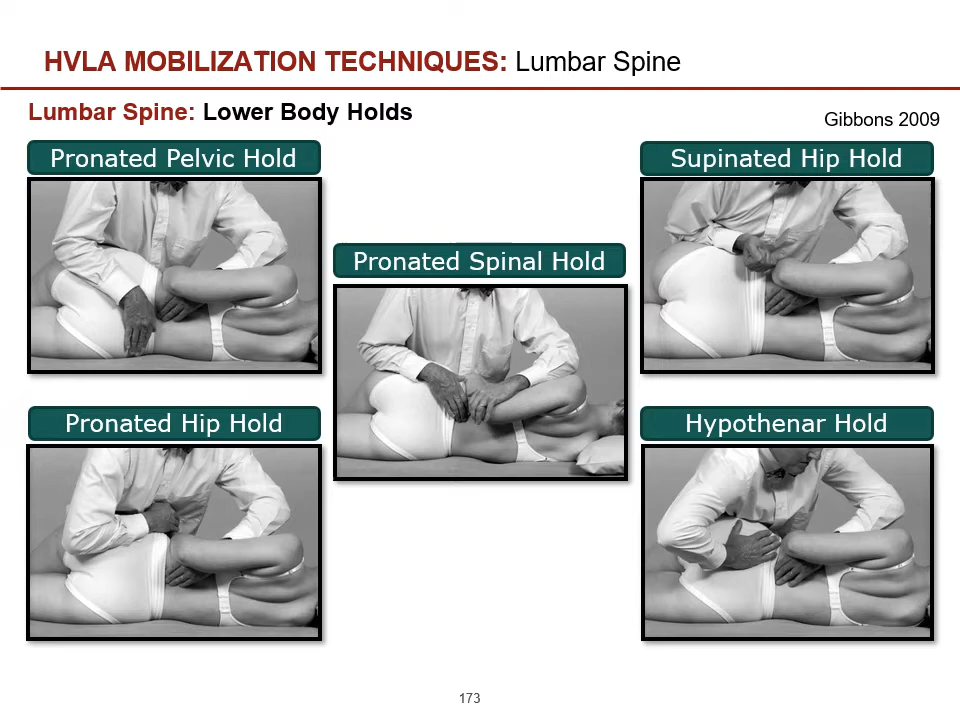 HVLA MOBILIZATION TECHNIQUES: Lumbar Spine
Lumbar Spine: Lower Body Holds
Gibbons 2009
Pronated Pelvic Hold
Supinated Hip Hold
Pronated Spinal Hold
Pronated Hip Hold
Hypothenar Hold
173